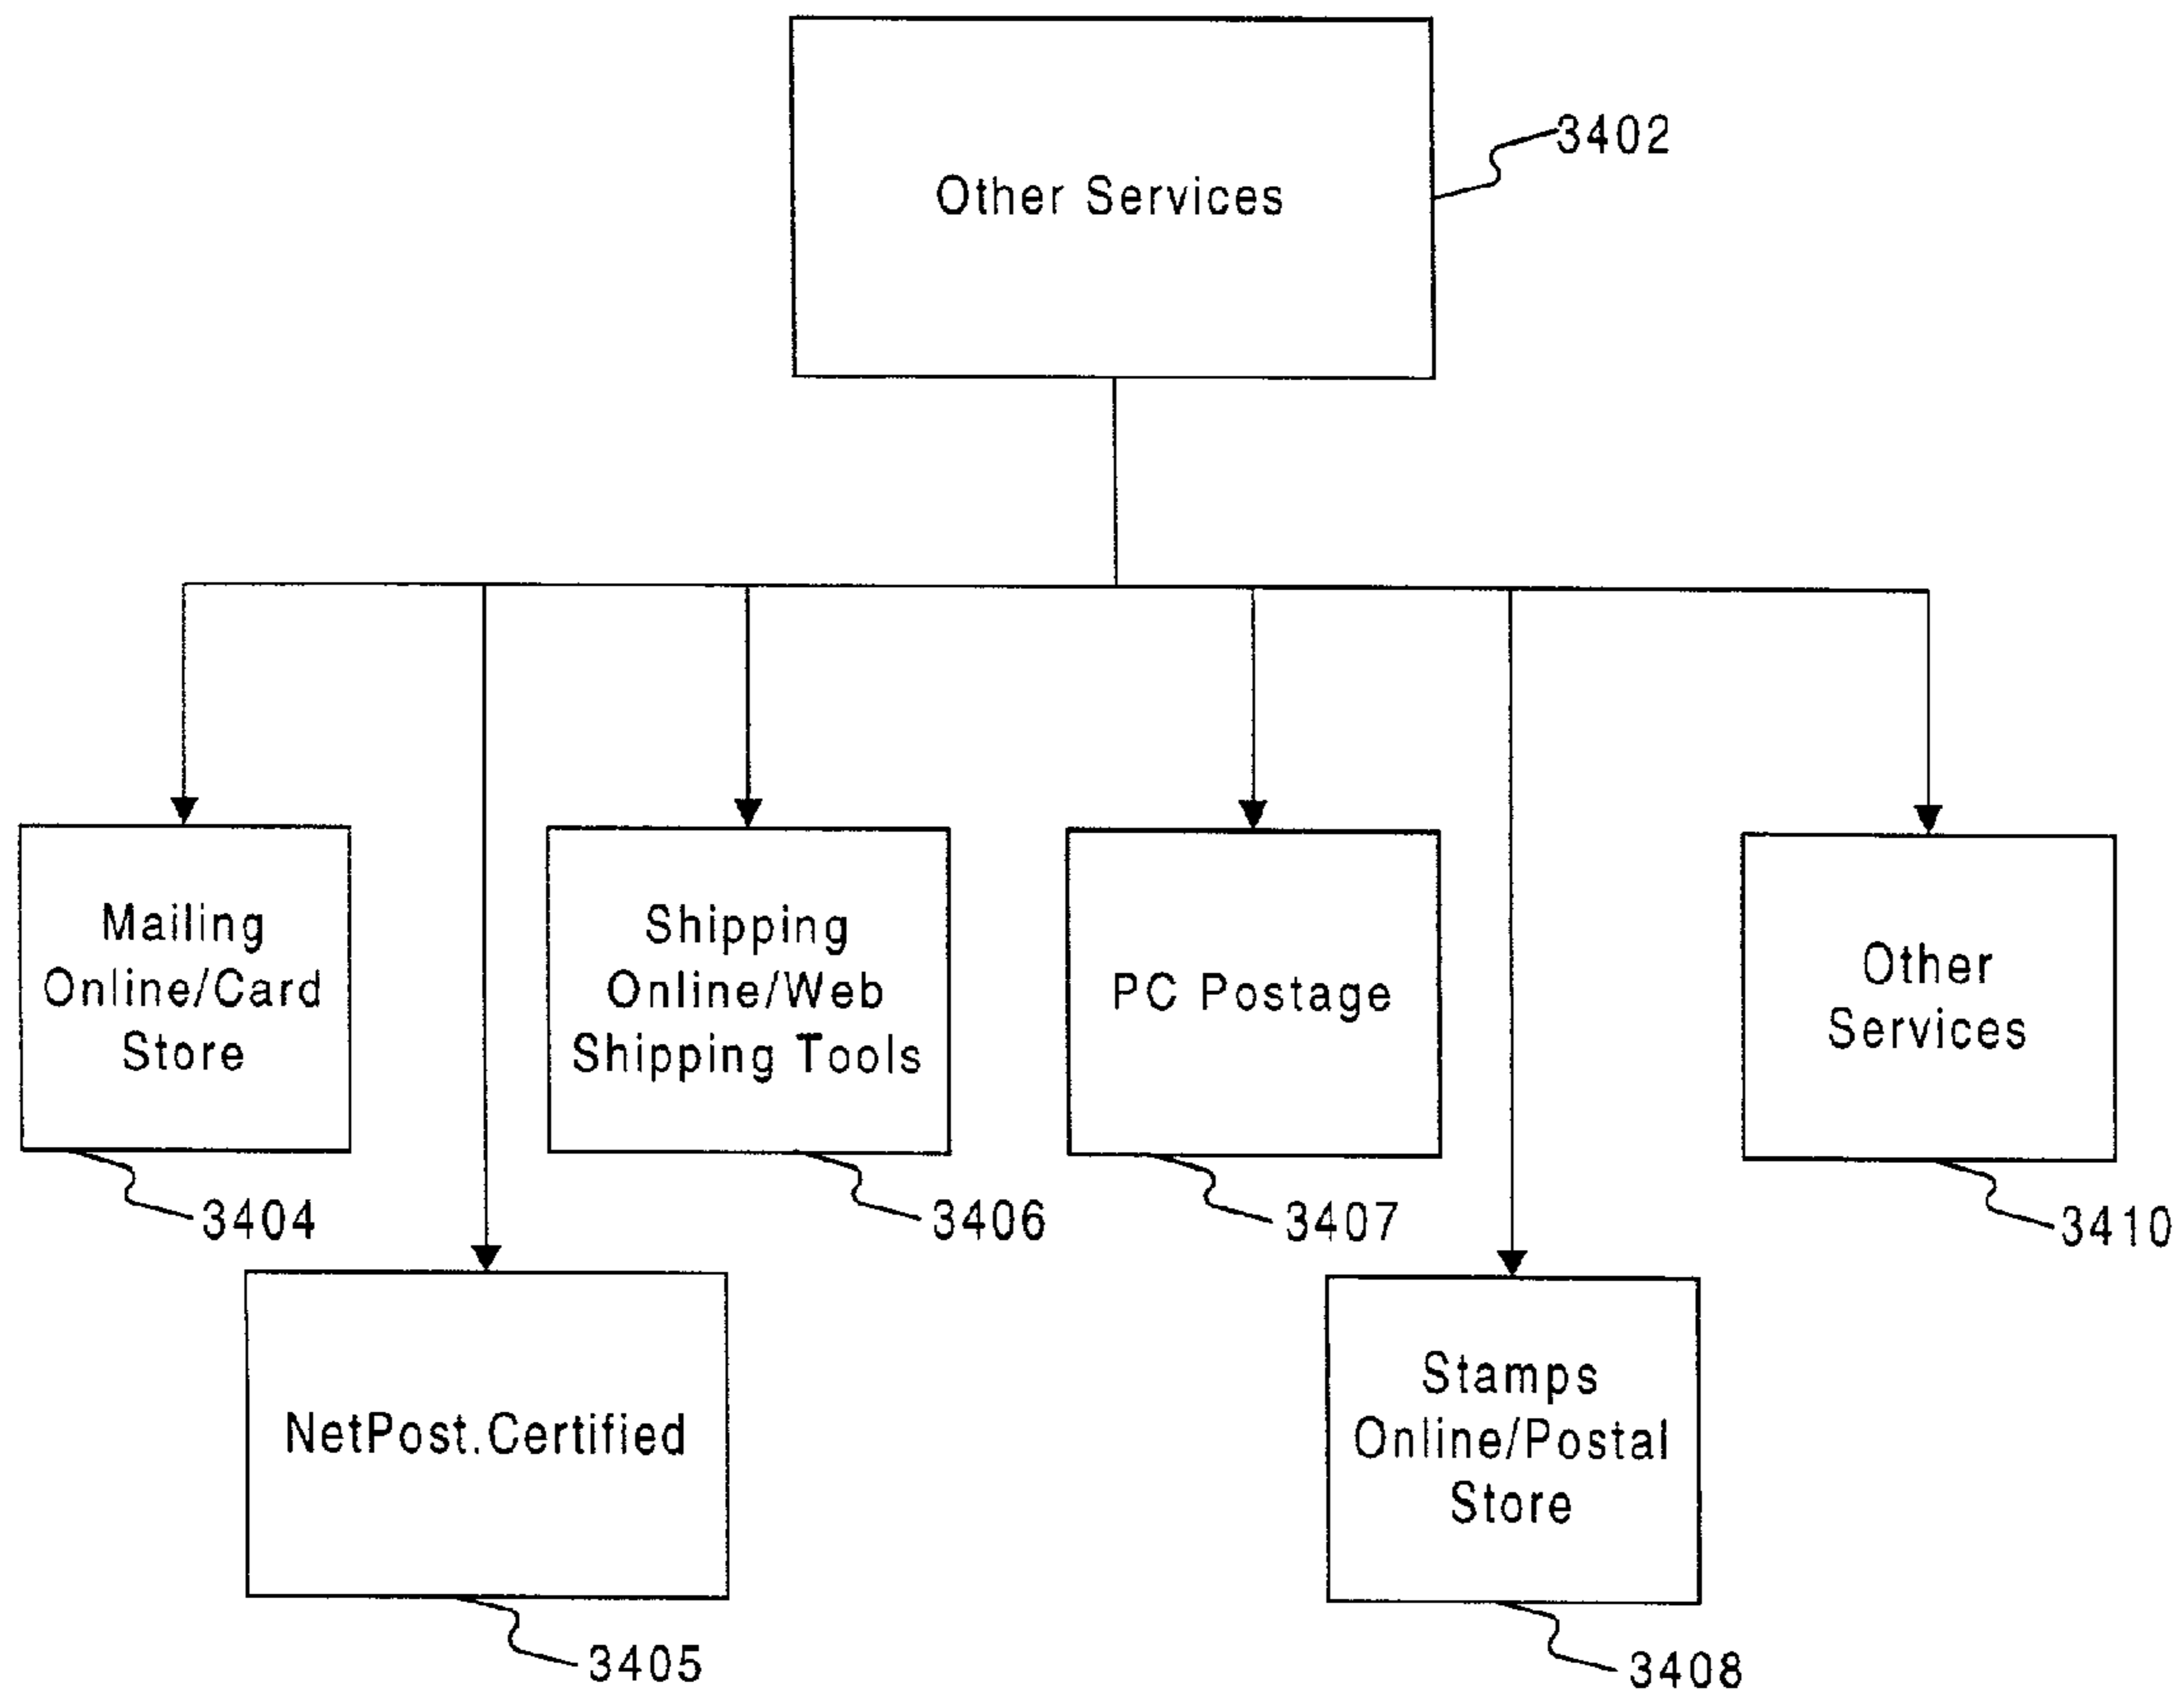 Other Services
3402
Mailing
Online/Card
Store
3404
Shipping
Online/Web
Shipping Tools
3406
PC Postage
3407
Other
Services
3410
NetPost.Certified
3405
Stamps
Online/Postal
Store
3408